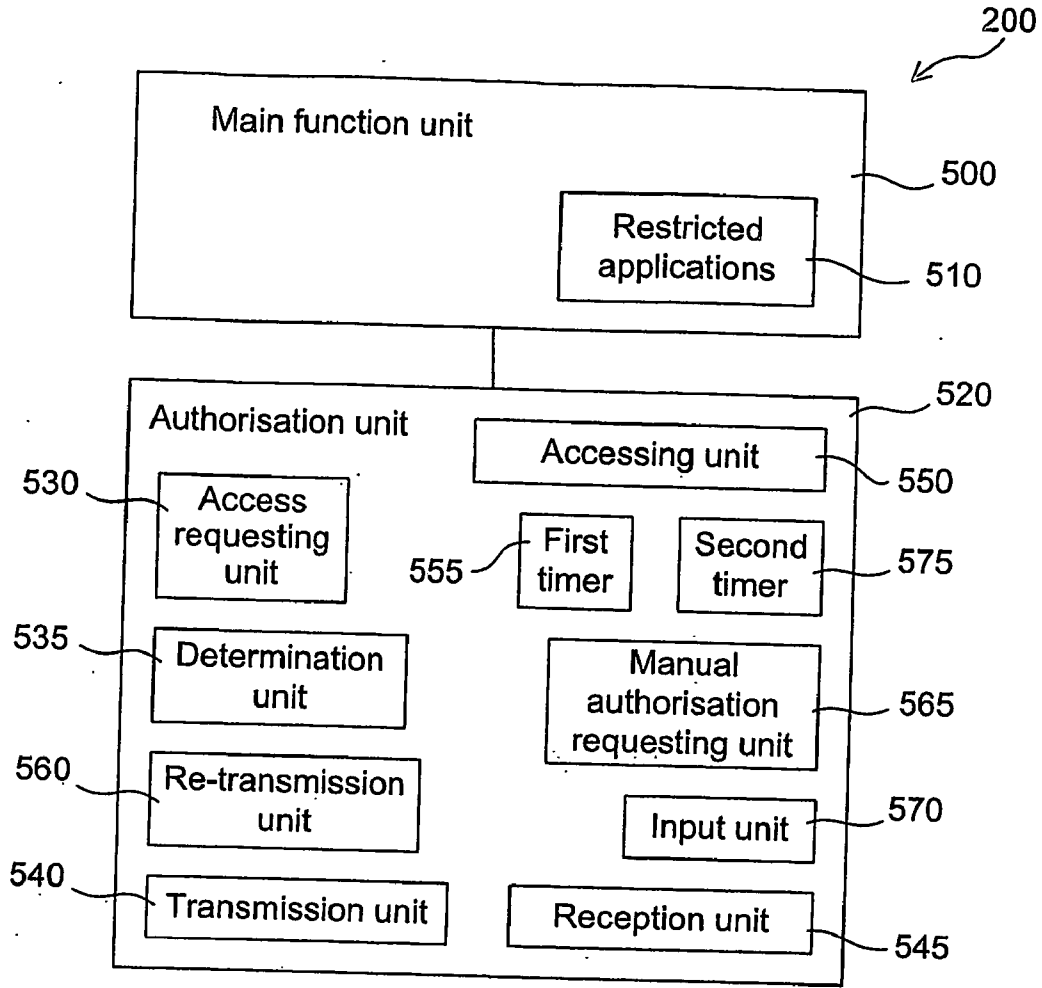 200
Main function unit
500
Restricted
applications
510
520
Authorisation unit
Accessing unit
550
530
Access
requesting
unit
555
First
timer
Second
timer
575
535
Determination
unit
Manual
authorisation
requesting unit
565
560
Re-transmission
unit
570
Input unit
540
Transmission unit
Reception unit
545